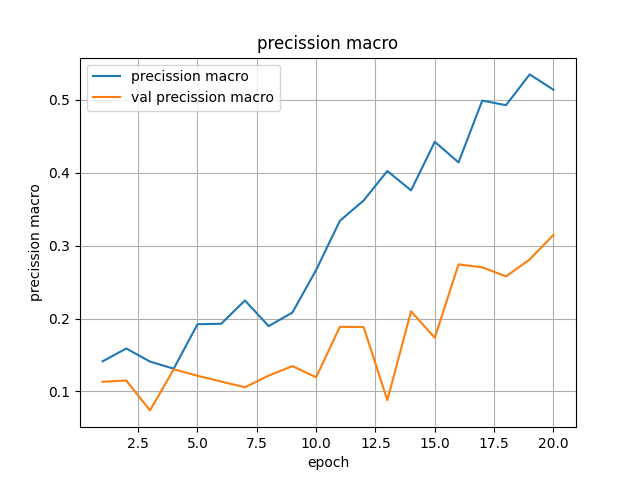 precission macro
precission macro
val precission macro
0.5
0.4
0.3
0.2
0.1
precission macro
2.5 5.0 7.5 10.0 12.5 15.0 17.5 20.0
epoch